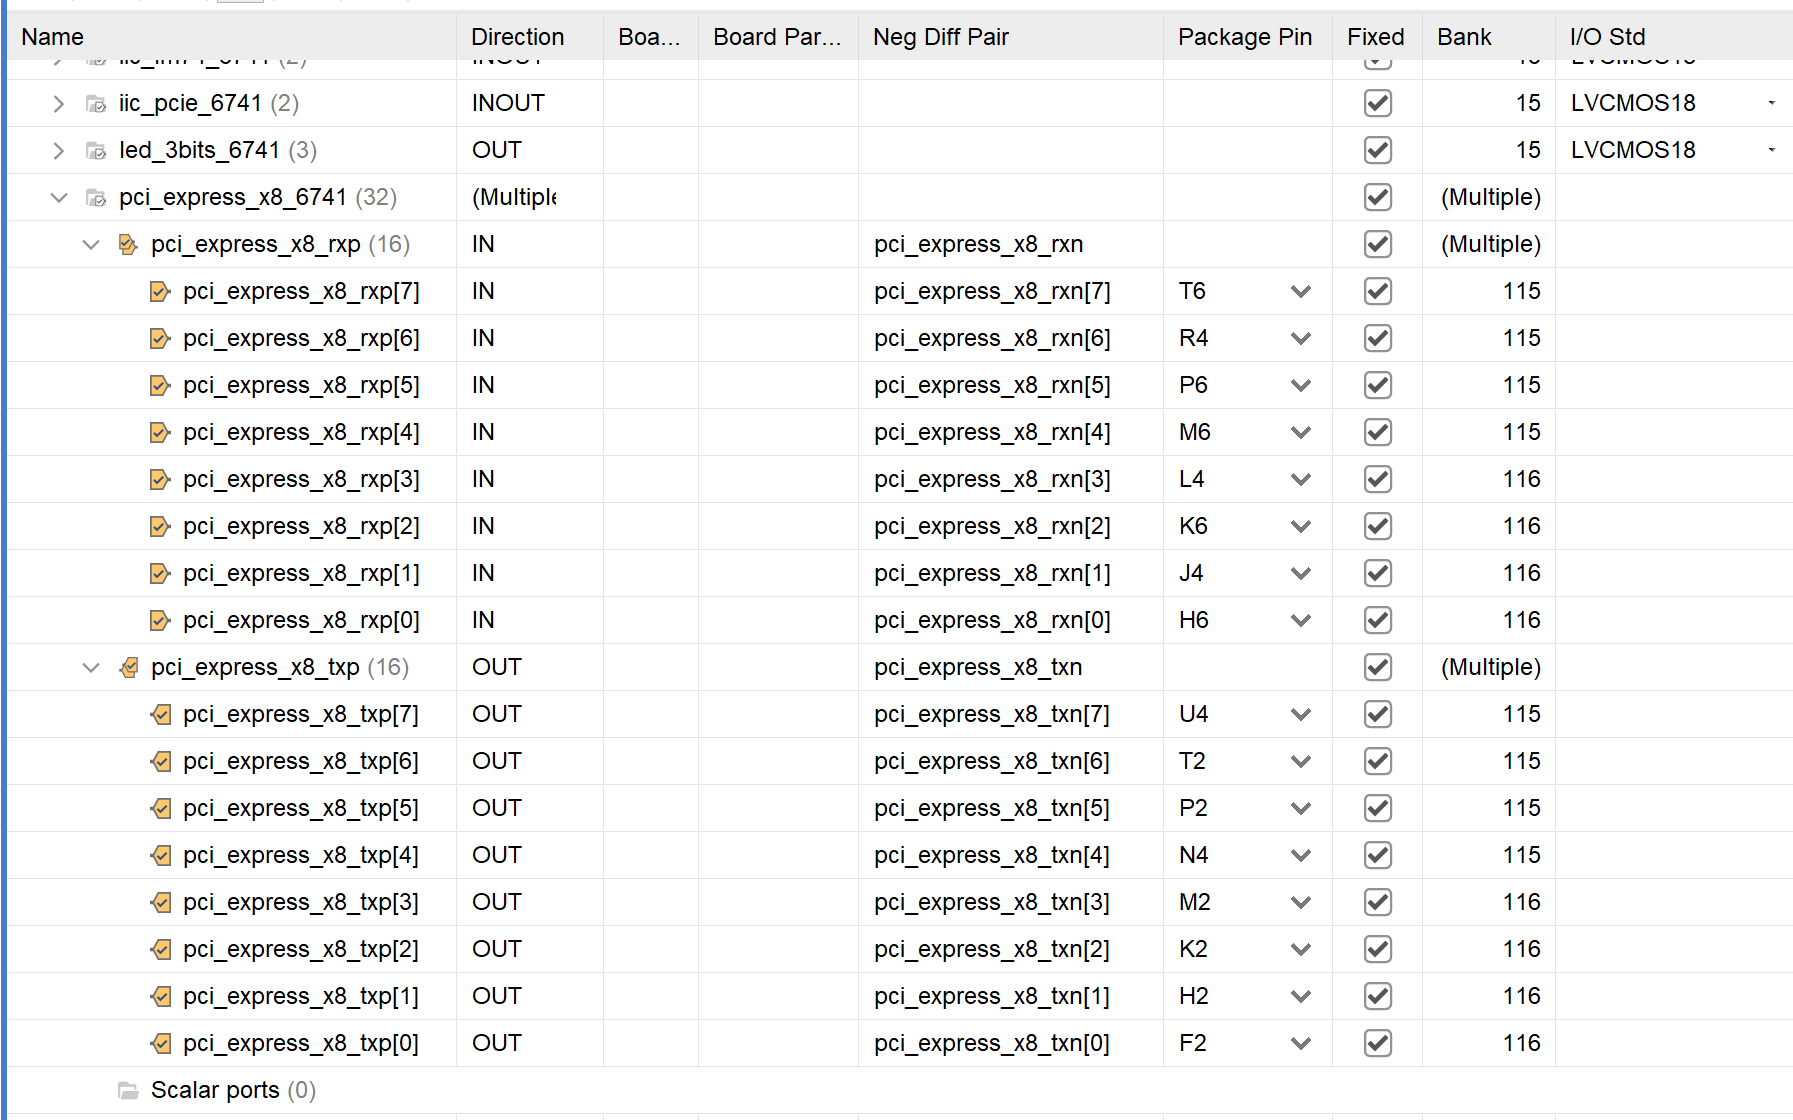 Name Direction Boa... Board Par... Neg Diff Pair Package Pin Fixed Bank I/O Std
iic_pcie_6741 (2) INOUT 15 LVCMOS18
led_3bits_6741 (3) OUT 15 LVCMOS18
pci_express_x8_6741 (32) (Multiple (Multiple)
pci_express_x8_rxp (16) IN pci_express_x8_rxn (Multiple)
pci_express_x8_rxp[7] IN pci_express_x8_rxn[7] T6 115
pci_express_x8_rxp[6] IN pci_express_x8_rxn[6] R4 115
pci_express_x8_rxp[5] IN pci_express_x8_rxn[5] P6 115
pci_express_x8_rxp[4] IN pci_express_x8_rxn[4] M6 115
pci_express_x8_rxp[3] IN pci_express_x8_rxn[3] L4 116
pci_express_x8_rxp[2] IN pci_express_x8_rxn[2] K6 116
pci_express_x8_rxp[1] IN pci_express_x8_rxn[1] J4 116
pci_express_x8_rxp[0] IN pci_express_x8_rxn[0] H6 116
pci_express_x8_txp (16) OUT pci_express_x8_txn (Multiple)
pci_express_x8_txp[7] OUT pci_express_x8_txn[7] U4 115
pci_express_x8_txp[6] OUT pci_express_x8_txn[6] T2 115
pci_express_x8_txp[5] OUT pci_express_x8_txn[5] P2 115
pci_express_x8_txp[4] OUT pci_express_x8_txn[4] N4 115
pci_express_x8_txp[3] OUT pci_express_x8_txn[3] M2 116
pci_express_x8_txp[2] OUT pci_express_x8_txn[2] K2 116
pci_express_x8_txp[1] OUT pci_express_x8_txn[1] H2 116
pci_express_x8_txp[0] OUT pci_express_x8_txn[0] F2 116
Scalar ports (0)